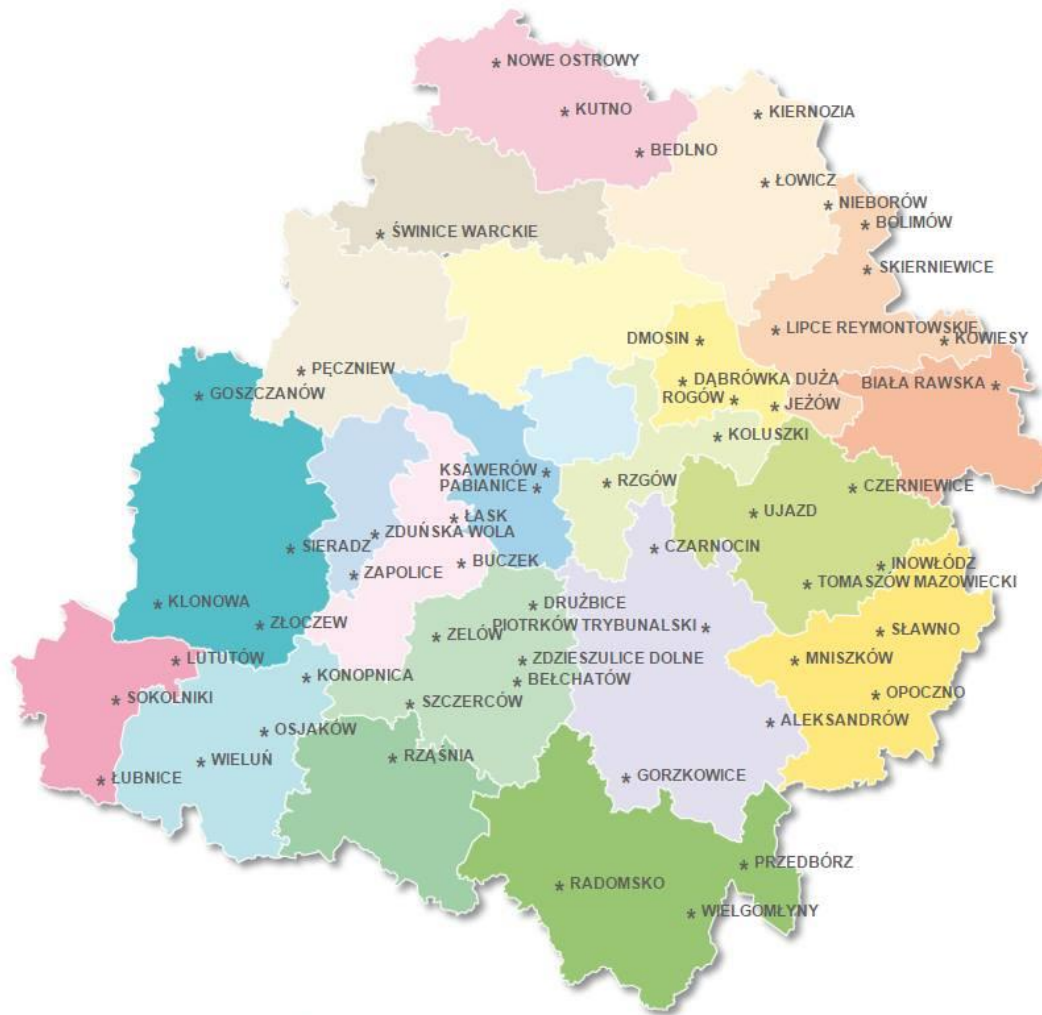 * NOWE OSTROWY
* KUTNO
* KIERNOZIA
* BEDLNO
* ŁOWICZ
* NIEBORÓW
* BOLIMÓW
* ŚWINICE WARCKIE
* SKIERNIEWICE
* LIPCE REYMONTOWSKIE
DMOSIN *
* KOWIESY
* PĘCZNIEW
* DĄBRÓWKA DUŻA
BIAŁA RAWSKA *
* GOSZCZANÓW
ROGÓW *
* JEŻÓW
* KOLUSZKI
KSAWERÓW *
PABIANICE *
* RZGÓW
* CZERNIEWICE
* ŁASK
* UJAZD
* ZDUŃSKA WOLA
* SIERADZ
* CZARNOCIN
* BUCZEK
* INOWŁÓDZ
* ZAPOLICE
* TOMASZÓW MAZOWIECKI
* KLONOWA
* DRUŻBICE
* ZŁOCZEW
PIOTRKÓW TRYBUNALSKI *
* SŁAWNO
* ZELÓW
* LUTUTÓW
* ZDZIESZULICE DOLNE
* MNISZKÓW
* KONOPNICA
* BEŁCHATÓW
* OPOCZNO
* SOKOLNIKI
* SZCZERCÓW
* ALEKSANDRÓW
* OSJAKÓW
* RZĄŚNIA
* WIELUŃ
* GORZKOWICE
* ŁUBNICE
* PRZEDBÓRZ
* RADOMSKO
* WIELGOMŁYNY